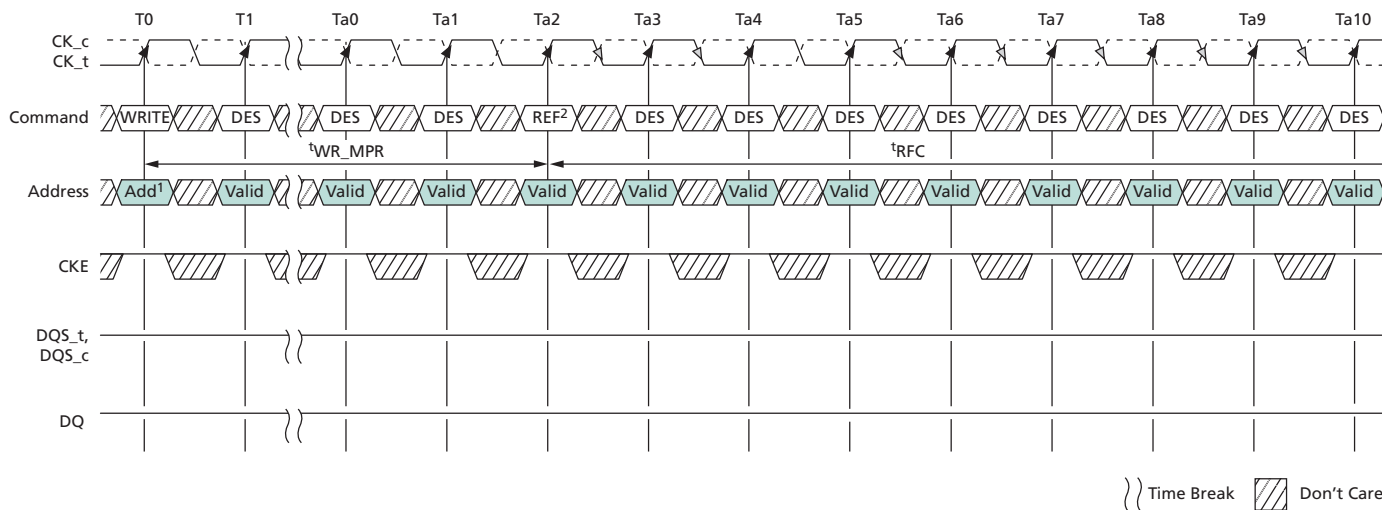 T0 T1 Ta0 Ta1 Ta2 Ta3 Ta4 Ta5 Ta6 Ta7 Ta8 Ta9 Ta10
CK_c
CK_t
Command WRITE DES DES DES REF² DES DES DES DES DES DES DES DES
ᵗWR_MPR ᵗRFC
Address Add¹ Valid Valid Valid Valid Valid Valid Valid Valid Valid Valid Valid Valid
CKE
DQS_t,
DQS_c
DQ
Time Break Don't Care